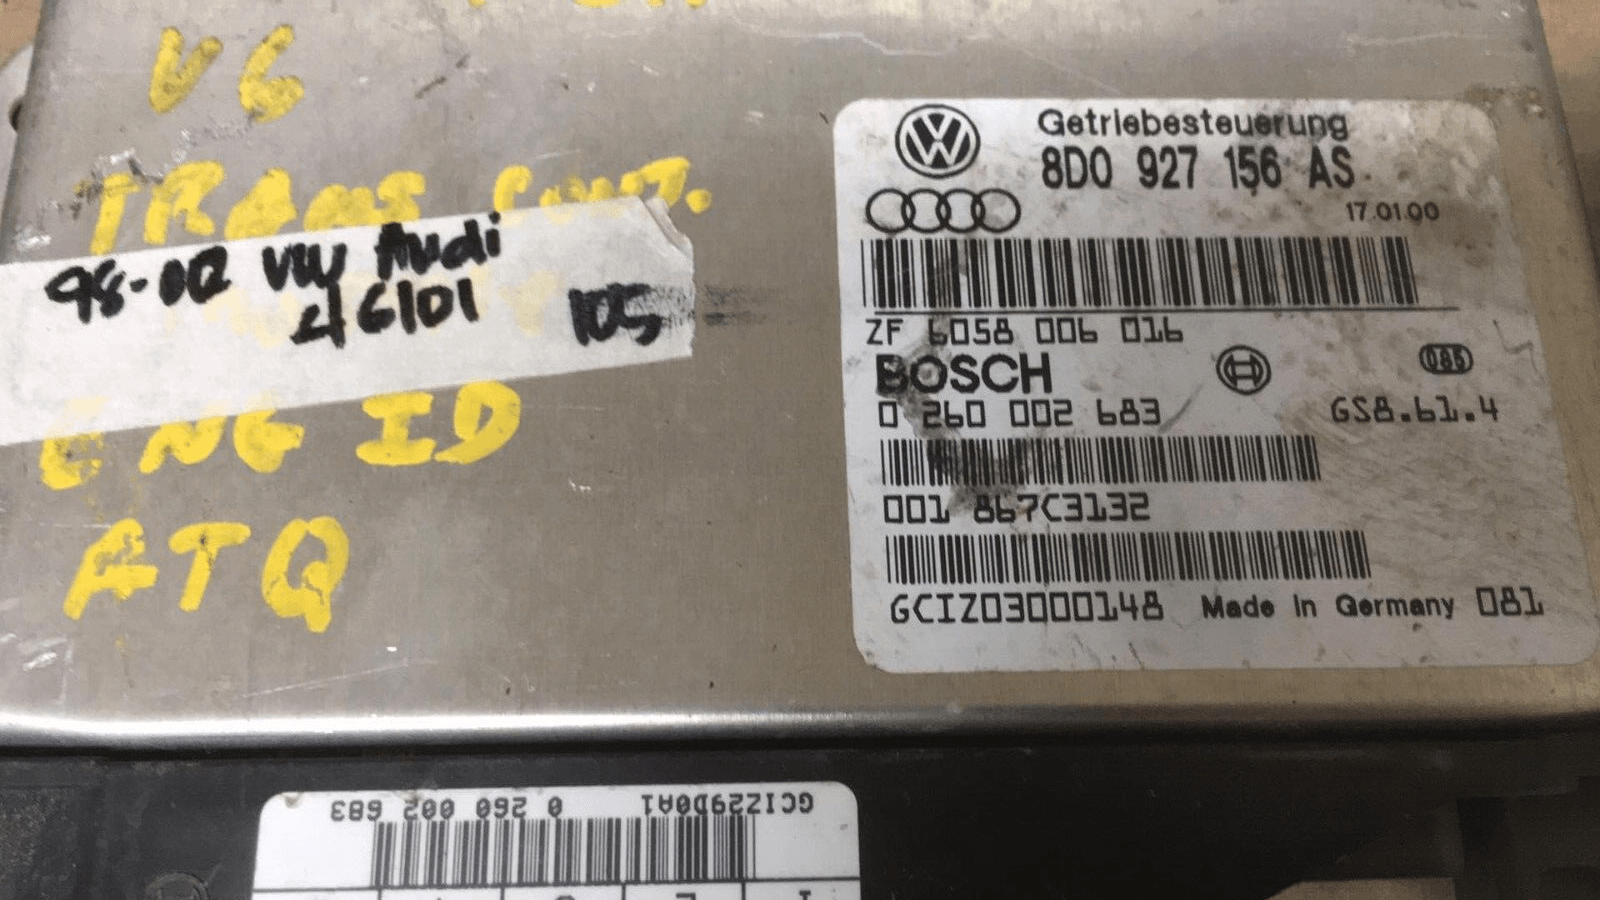 V6
TRANS CONT.
98-02 VW Audi
46101 105
ENG ID
ATQ
Getriebesteuerung
8D0 927 156 AS
17.01.00
ZF 6058 006 016
BOSCH
085
0 260 002 683 GS8.61.4
001 867C3132
GCIZ03000148 Made in Germany 081
GCIZ29D0A1 0 260 002 683